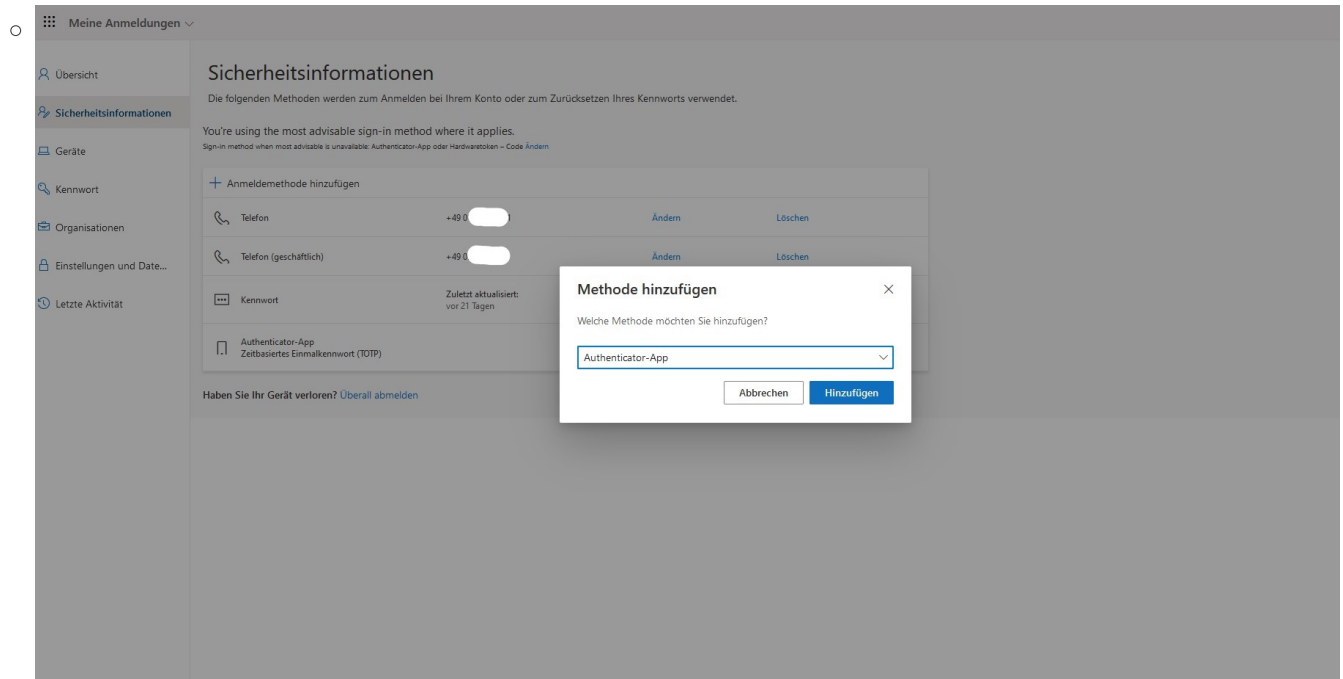 Meine Anmeldungen
Übersicht
Sicherheitsinformationen
Geräte
Kennwort
Organisationen
Einstellungen und Date...
Letzte Aktivität
Sicherheitsinformationen
Die folgenden Methoden werden zum Anmelden bei Ihrem Konto oder zum Zurücksetzen Ihres Kennworts verwendet.
You're using the most advisable sign-in method where it applies.
Sign-in method when most advisable is unavailable: Authenticator-App oder Hardwaretoken – Code Ändern
Anmeldemethode hinzufügen
Telefon +49 0 Ändern Löschen
Telefon (geschäftlich) +49 0 Ändern Löschen
Kennwort Zuletzt aktualisiert:
vor 21 Tagen
Authenticator-App
Zeitbasiertes Einmalkennwort (TOTP)
Haben Sie Ihr Gerät verloren? Überall abmelden
Methode hinzufügen
Welche Methode möchten Sie hinzufügen?
Authenticator-App
Abbrechen Hinzufügen